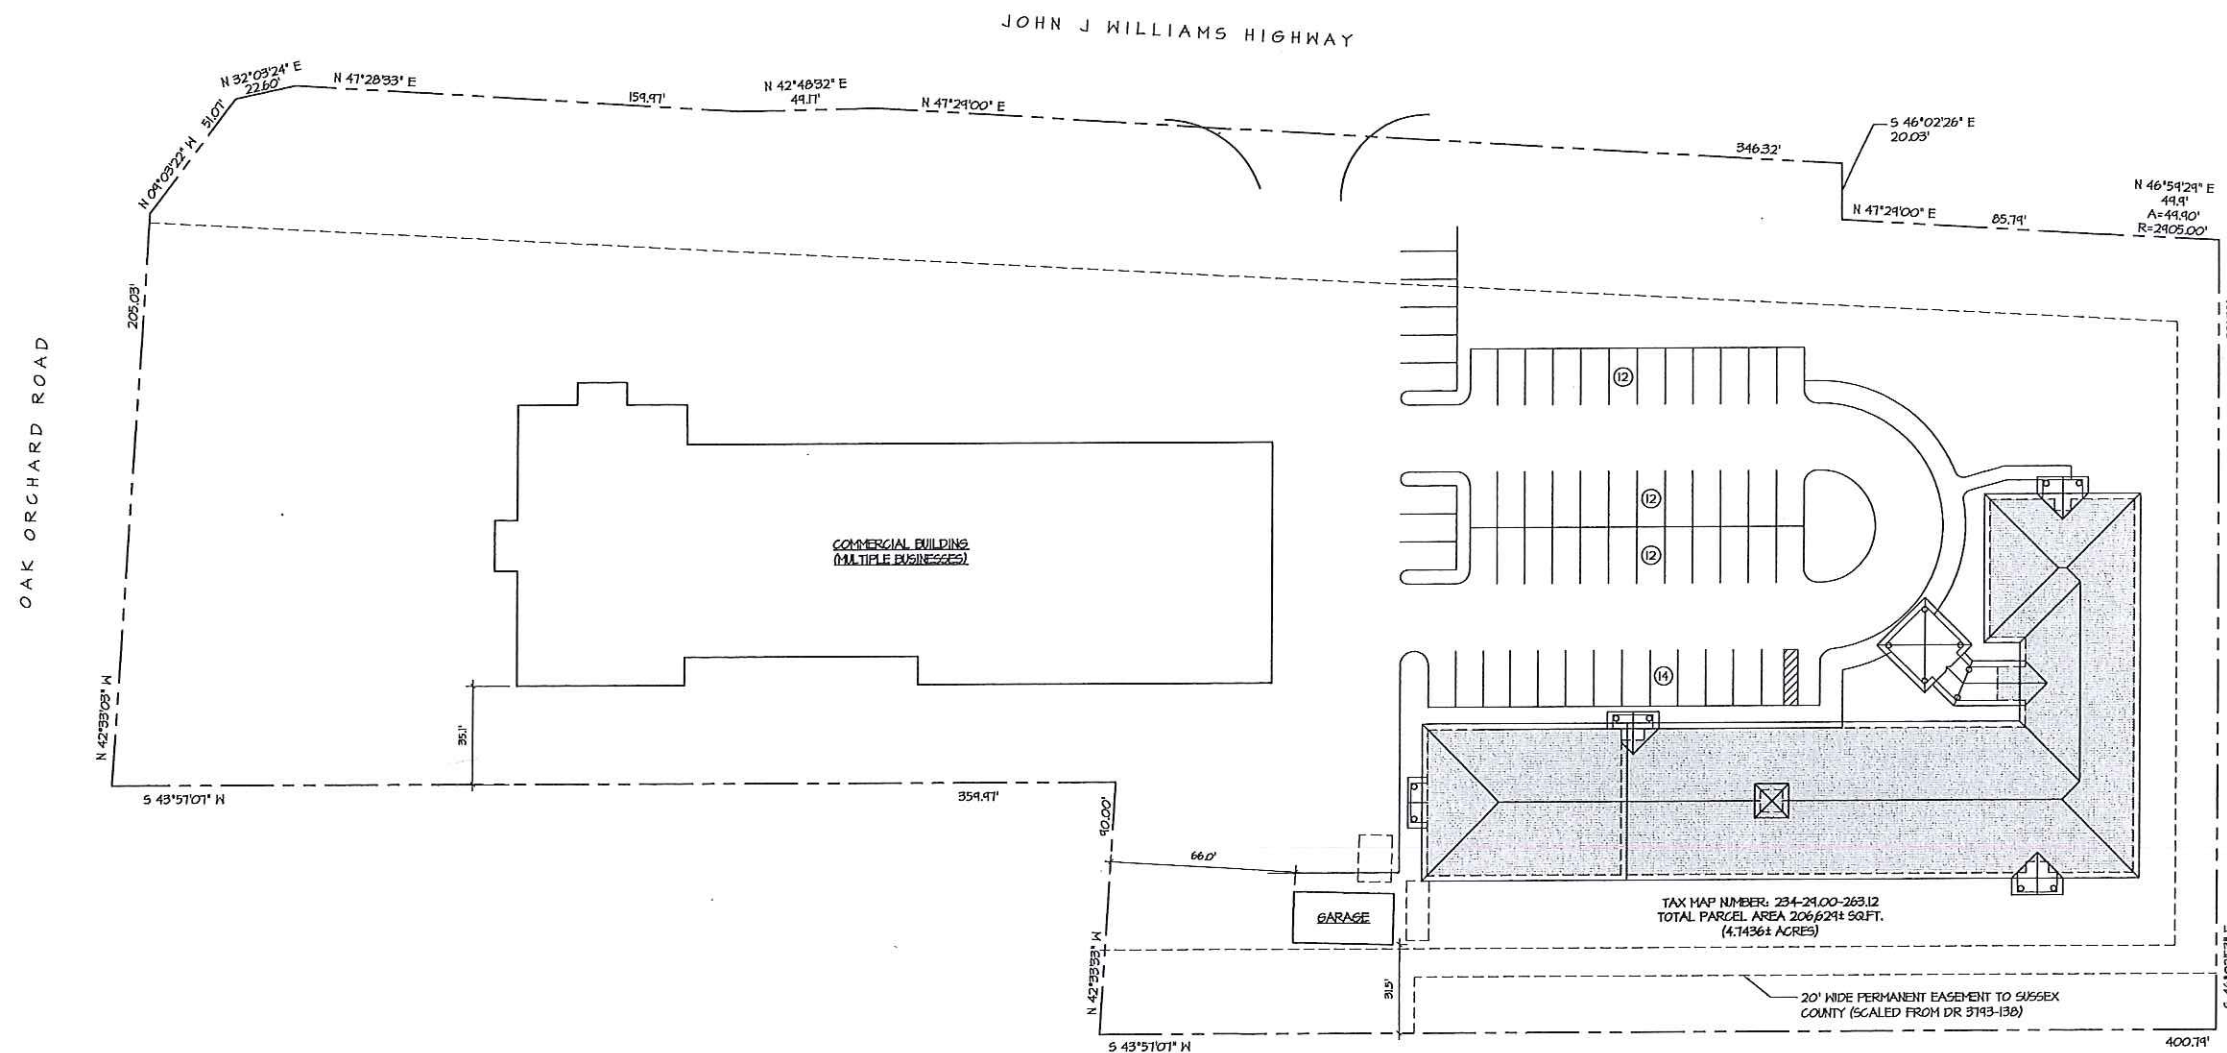 JOHN J WILLIAMS HIGHWAY
N 32°03'24" E
22.60'
N 47°28'33" E
159.97'
N 42°48'32" E
49.17'
N 47°29'00" E
346.32'
S 46°02'26" E
20.03'
N 46°59'29" E
49.9'
A=49.90'
R=2905.00'
N 47°29'00" E
85.79'
N 09°03'22" W
51.07'
205.03'
OAK ORCHARD ROAD
N 42°33'03" W
12
12
12
14
COMMERCIAL BUILDING
(MULTIPLE BUSINESSES)
35.1'
S 43°57'07" W
359.97'
90.00'
66.0'
GARAGE
TAX MAP NUMBER: 234-29.00-263.12
TOTAL PARCEL AREA 206,629± SQ.FT.
(4.7436± ACRES)
N 42°33'33" W
31.5'
20' WIDE PERMANENT EASEMENT TO SUSSEX
COUNTY (SCALED FROM DR 3793-138)
S 43°57'07" W
400.79'